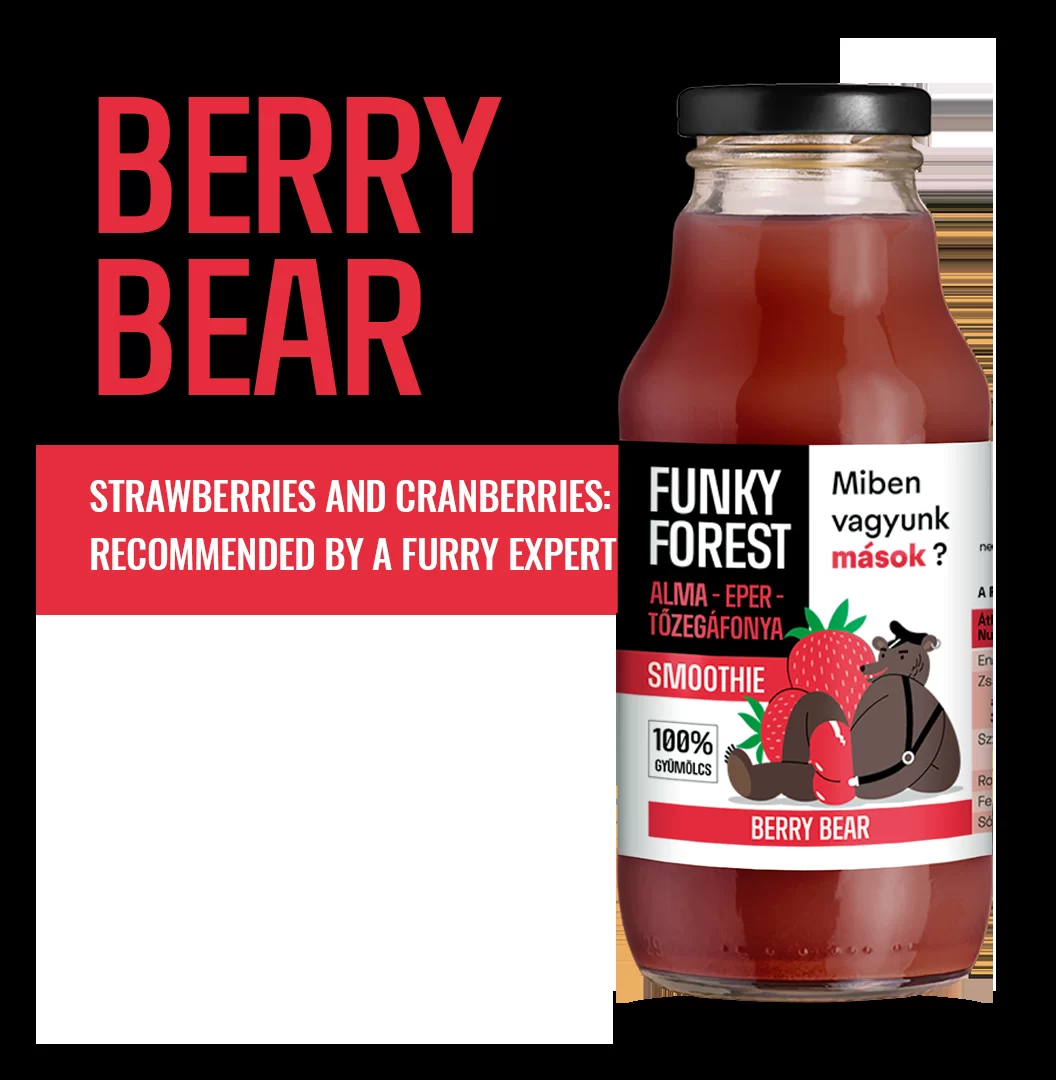 BERRY
BEAR
STRAWBERRIES AND CRANBERRIES:
RECOMMENDED BY A FURRY EXPERT
FUNKY
FOREST
ALMA - EPER -
TŐZEGÁFONYA
SMOOTHIE
100%
GYÜMÖLCS
BERRY BEAR
Miben
vagyunk
mások ?
A